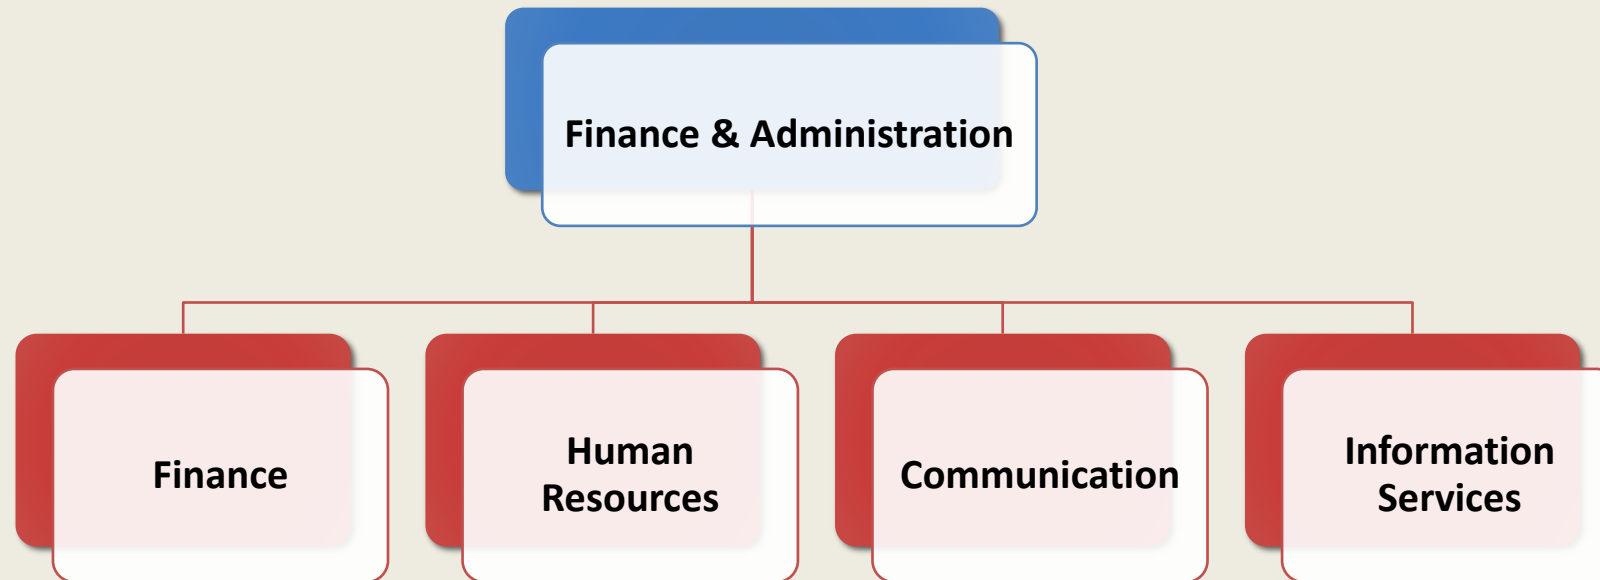 Finance & Administration
Finance
Human
Resources
Communication
Information
Services